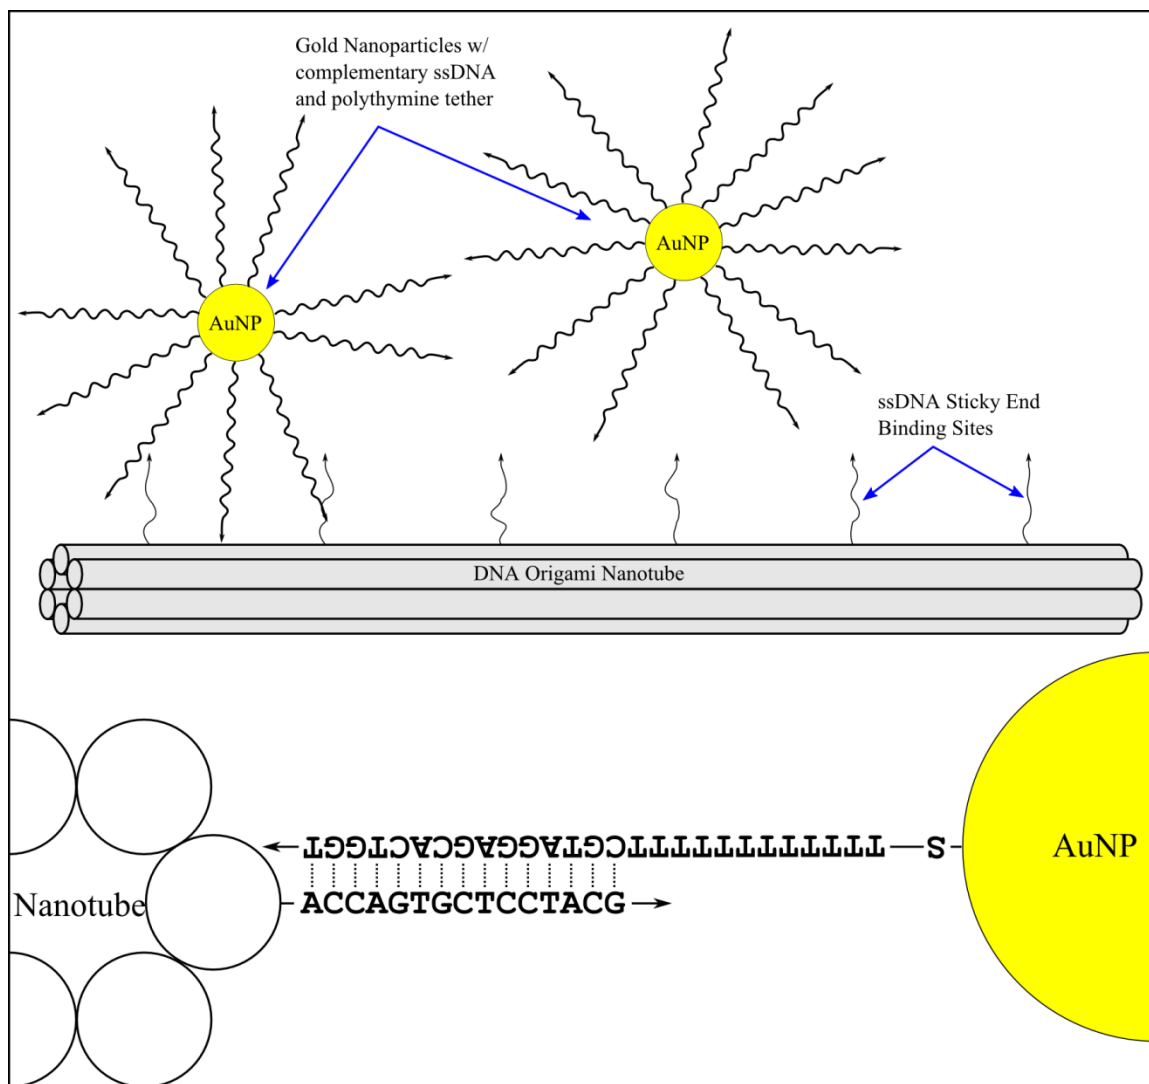 Gold Nanoparticles w/
complementary ssDNA
and polythymine tether
AuNP
AuNP
ssDNA Sticky End
Binding Sites
DNA Origami Nanotube
S TTTTTTTTTTTTCGTAGGAGCACTGGT
AuNP
Nanotube
ACCAGTGCTCCTACG